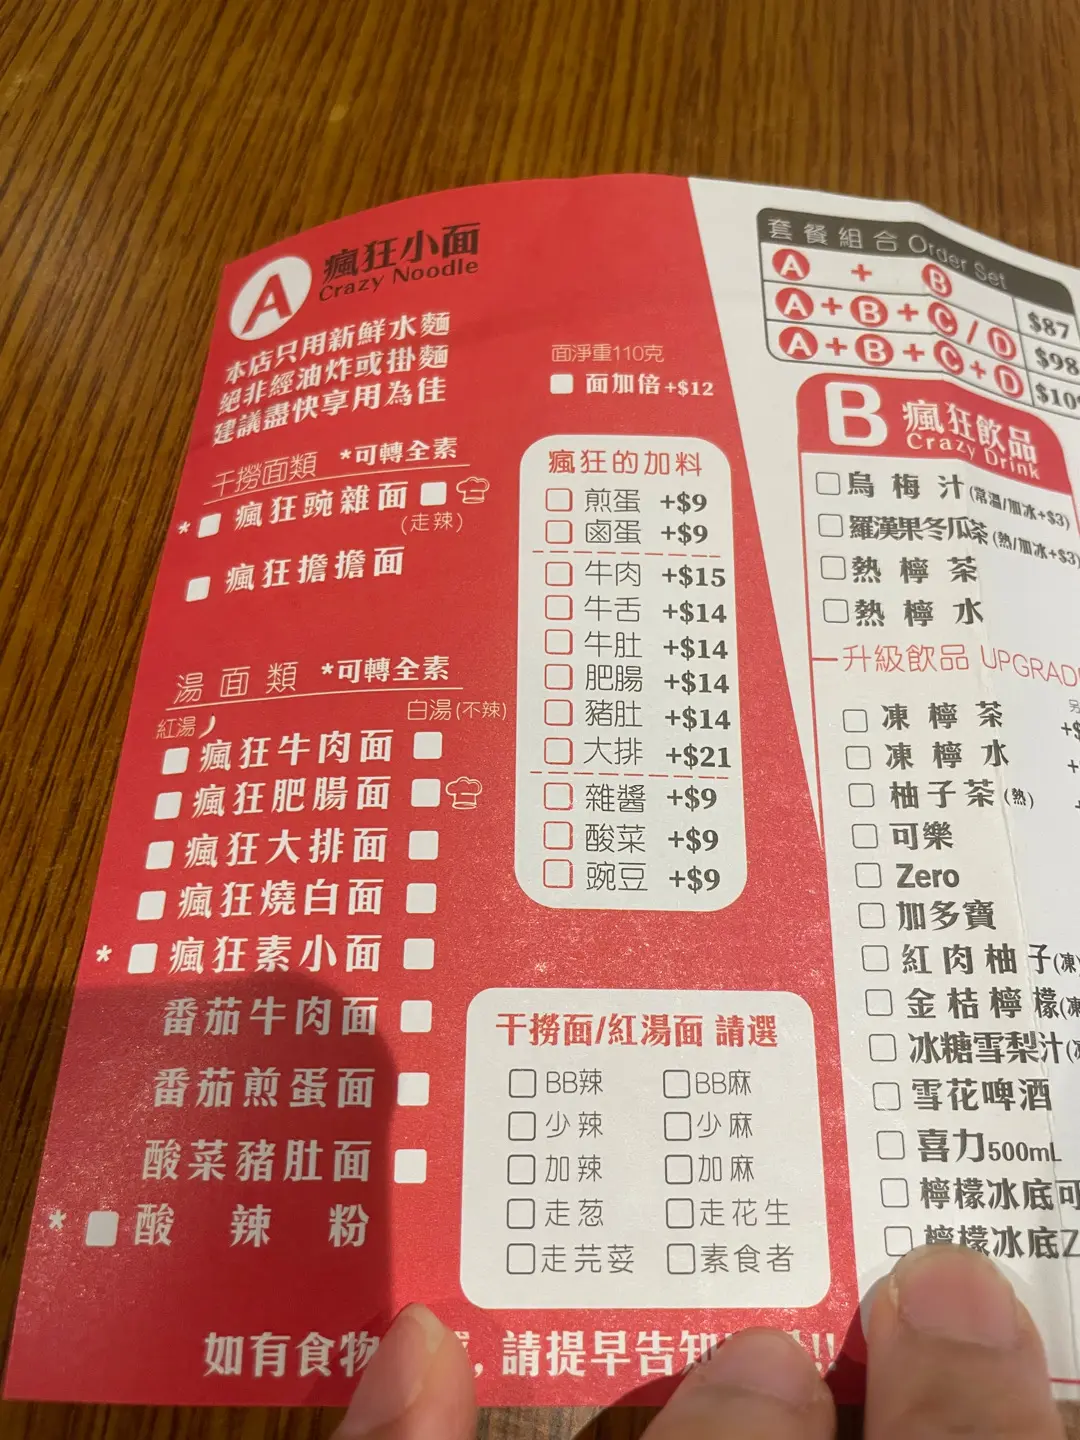 A 瘋狂小面
Crazy Noodle
本店只用新鮮水麵
絕非經油炸或掛麵
建議盡快享用為佳
干撈面類 *可轉全素
* 瘋狂豌雜面
(走辣)
瘋狂擔擔面
湯面類 *可轉全素
紅湯 白湯(不辣)
瘋狂牛肉面
瘋狂肥腸面
瘋狂大排面
瘋狂燒白面
* 瘋狂素小面
番茄牛肉面
番茄煎蛋面
酸菜豬肚面
* 酸辣粉
面淨重110克
面加倍+$12
瘋狂的加料
煎蛋 +$9
鹵蛋 +$9
牛肉 +$15
牛舌 +$14
牛肚 +$14
肥腸 +$14
豬肚 +$14
大排 +$21
雜醬 +$9
酸菜 +$9
豌豆 +$9
干撈面/紅湯面 請選
BB辣 BB麻
少辣 少麻
加辣 加麻
走葱 走花生
走芫荽 素食者
如有食物 , 請提早告知 !!
套餐組合 Order Set
A + B $87
A + B + C / D $98
A + B + C + D $10
B 瘋狂飲品
Crazy Drink
烏梅汁(常溫/加冰+$3)
羅漢果冬瓜茶(熱/加冰+$3)
熱檸茶
熱檸水
升級飲品 UPGRAD
凍檸茶 +$
凍檸水 +
柚子茶(熱)
可樂
Zero
加多寶
紅肉柚子(凍)
金桔檸檬(凍
冰糖雪梨汁(
雪花啤酒
喜力500mL
檸檬冰底可
檸檬冰底Z